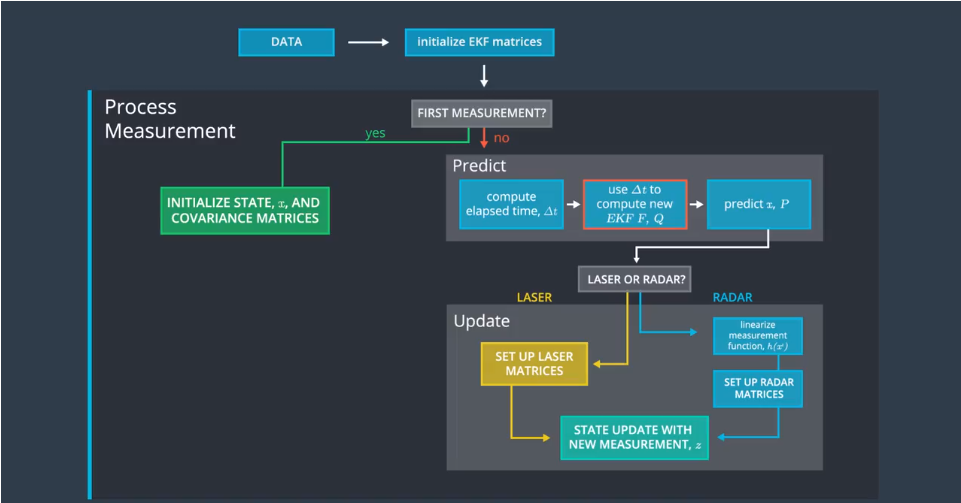 DATA
initialize EKF matrices
Process
Measurement
FIRST MEASUREMENT?
yes
no
INITIALIZE STATE, x, AND
COVARIANCE MATRICES
Predict
compute
elapsed time, Δt
use Δt to
compute new
EKF F, Q
predict x, P
LASER OR RADAR?
LASER
RADAR
Update
linearize
measurement
function, h(x')
SET UP LASER
MATRICES
SET UP RADAR
MATRICES
STATE UPDATE WITH
NEW MEASUREMENT, z